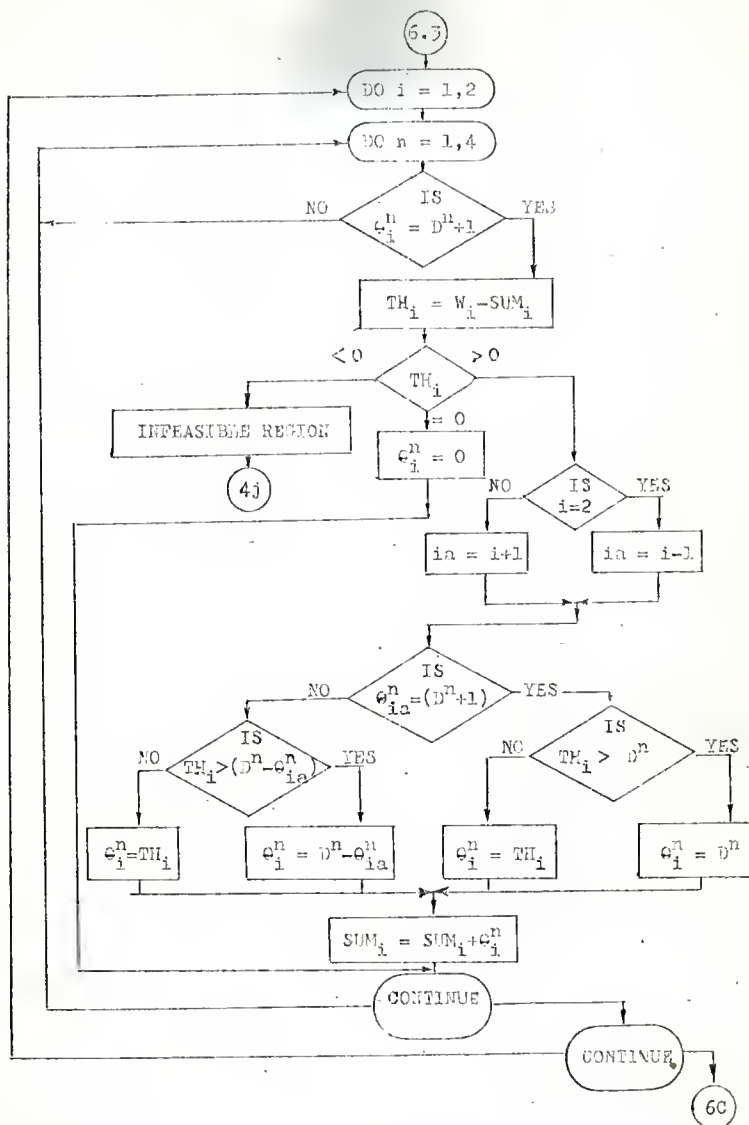 6.3
DO i = 1,2
DO n = 1,4
NO
IS
YES
Θ_i^n = D^n+1
TH_i = W_i-SUM_i
< 0
> 0
TH_i
= 0
INFEASIBLE REGION
Θ_i^n = 0
4j
NO
IS
YES
i=2
ia = i+1
ia = i-1
IS
NO
YES
Θ_ia^n=(D^n+1)
IS
NO
YES
TH_i>(D^n-Θ_ia^n)
IS
NO
YES
TH_i > D^n
Θ_i^n=TH_i
Θ_i^n = D^n-Θ_ia^n
Θ_i^n = TH_i
Θ_i^n = D^n
SUM_i = SUM_i+Θ_i^n
CONTINUE
CONTINUE
6C